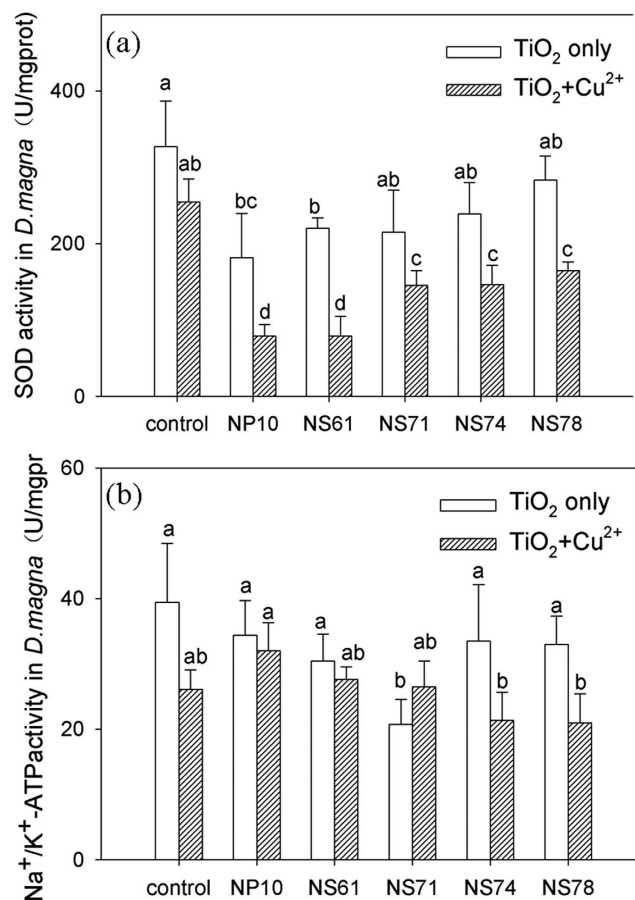 (a)
TiO₂ only
TiO₂+Cu²⁺
SOD activity in D.magna (U/mgprot)
400
200
0
a
ab
bc
d
b
d
ab
c
ab
c
ab
c
control NP10 NS61 NS71 NS74 NS78
(b)
TiO₂ only
TiO₂+Cu²⁺
Na⁺/K⁺-ATPactivity in D.magna (U/mgpr
60
40
20
0
a
ab
a
a
a
ab
b
ab
a
b
a
b
control NP10 NS61 NS71 NS74 NS78